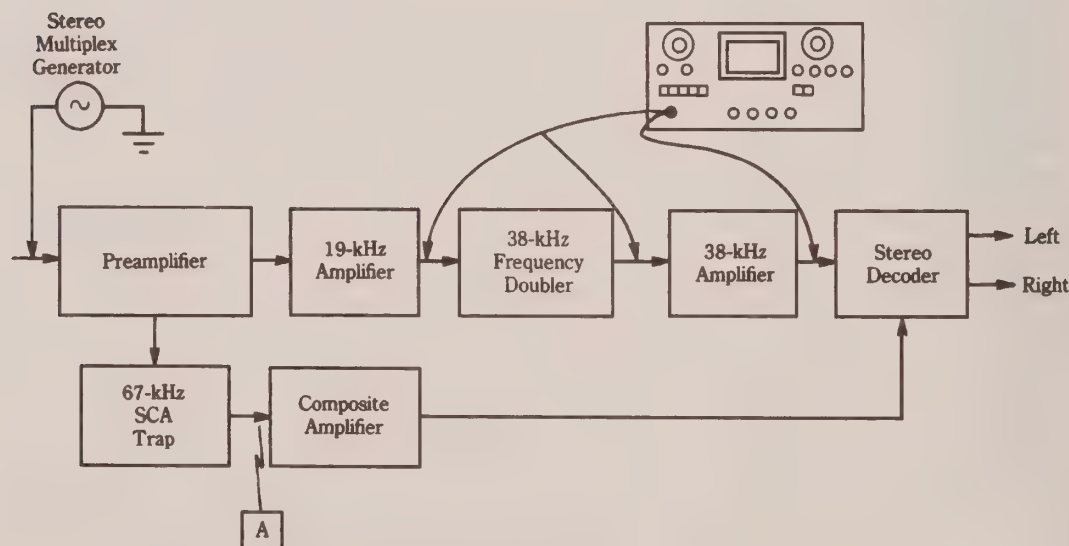 Stereo
Multiplex
Generator
Preamplifier
19-kHz
Amplifier
38-kHz
Frequency
Doubler
38-kHz
Amplifier
Stereo
Decoder
Left
Right
67-kHz
SCA
Trap
Composite
Amplifier
A